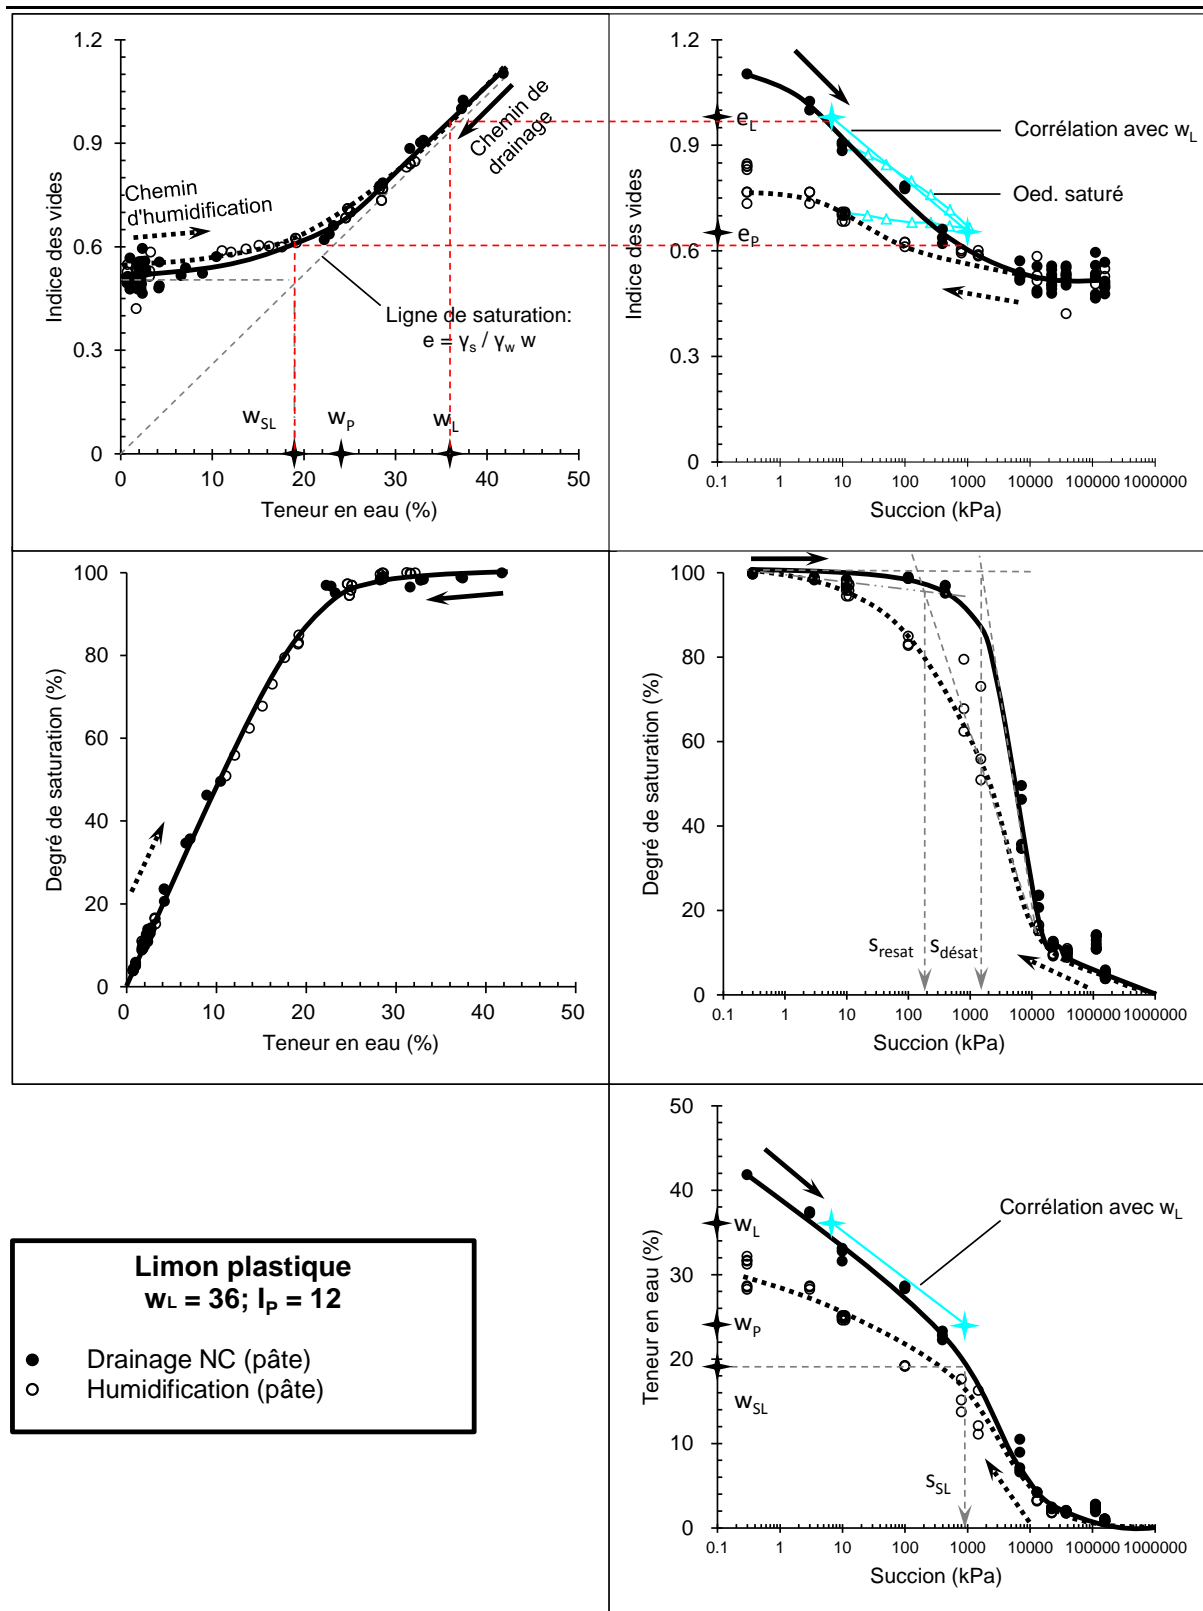 1.2
0.9
0.6
0.3
0
Indice des vides
0
10
20
30
40
50
Teneur en eau (%)
Chemin
d'humidification
Chemin de
drainage
Ligne de saturation:
e = γs / γw w
wSL
wP
wL
1.2
0.9
0.6
0.3
0
Indice des vides
eL
eP
Corrélation avec wL
Oed. saturé
0.1
1
10
100
1000
10000
100000
1000000
Succion (kPa)
100
80
60
40
20
0
Degré de saturation (%)
0
10
20
30
40
50
Teneur en eau (%)
100
80
60
40
20
0
Degré de saturation (%)
sresat
sdésat
0.1
1
10
100
1000
10000
100000
1000000
Succion (kPa)
Limon plastique
wL = 36; IP = 12
Drainage NC (pâte)
Humidification (pâte)
50
40
30
20
10
0
Teneur en eau (%)
wL
wP
wSL
Corrélation avec wL
sSL
0.1
1
10
100
1000
10000
100000
1000000
Succion (kPa)